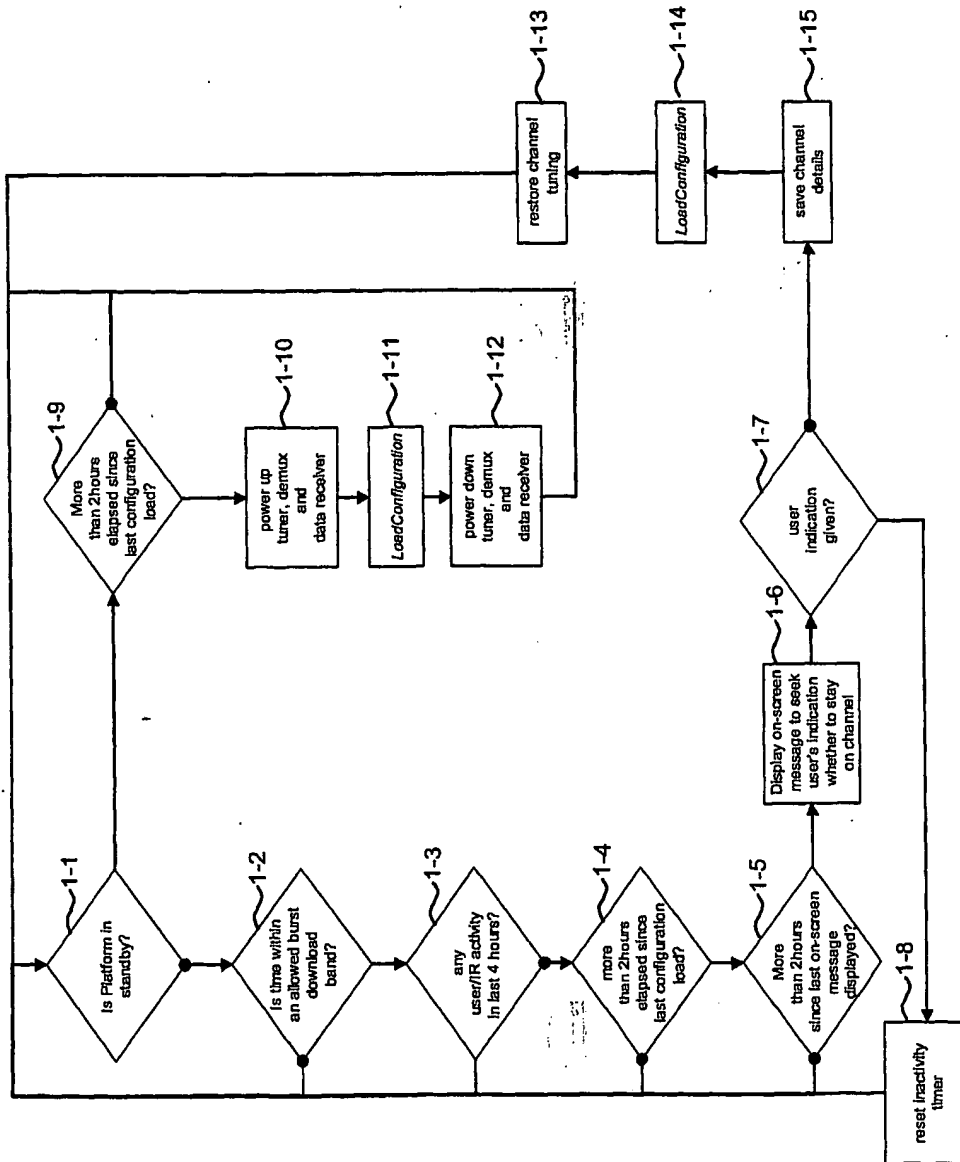 1-1
Is Platform in
standby?
1-2
Is time within
an allowed burst
download
band?
1-3
any
user/IR activity
In last 4 hours?
1-4
more
than 2hours
elapsed since
last configuration
load?
1-5
More
than 2hours
since last on-screen
message
displayed?
1-8
reset inactivity
timer
1-6
Display on-screen
message to seek
user's indication
whether to stay
on channel
1-7
user
indication
given?
1-9
More
than 2hours
elapsed since
last configuration
load?
1-10
power up
tuner, demux
and
data receiver
1-11
LoadConfiguration
1-12
power down
tuner, demux
and
data receiver
1-13
restore channel
tuning
1-14
LoadConfiguration
1-15
save channel
details